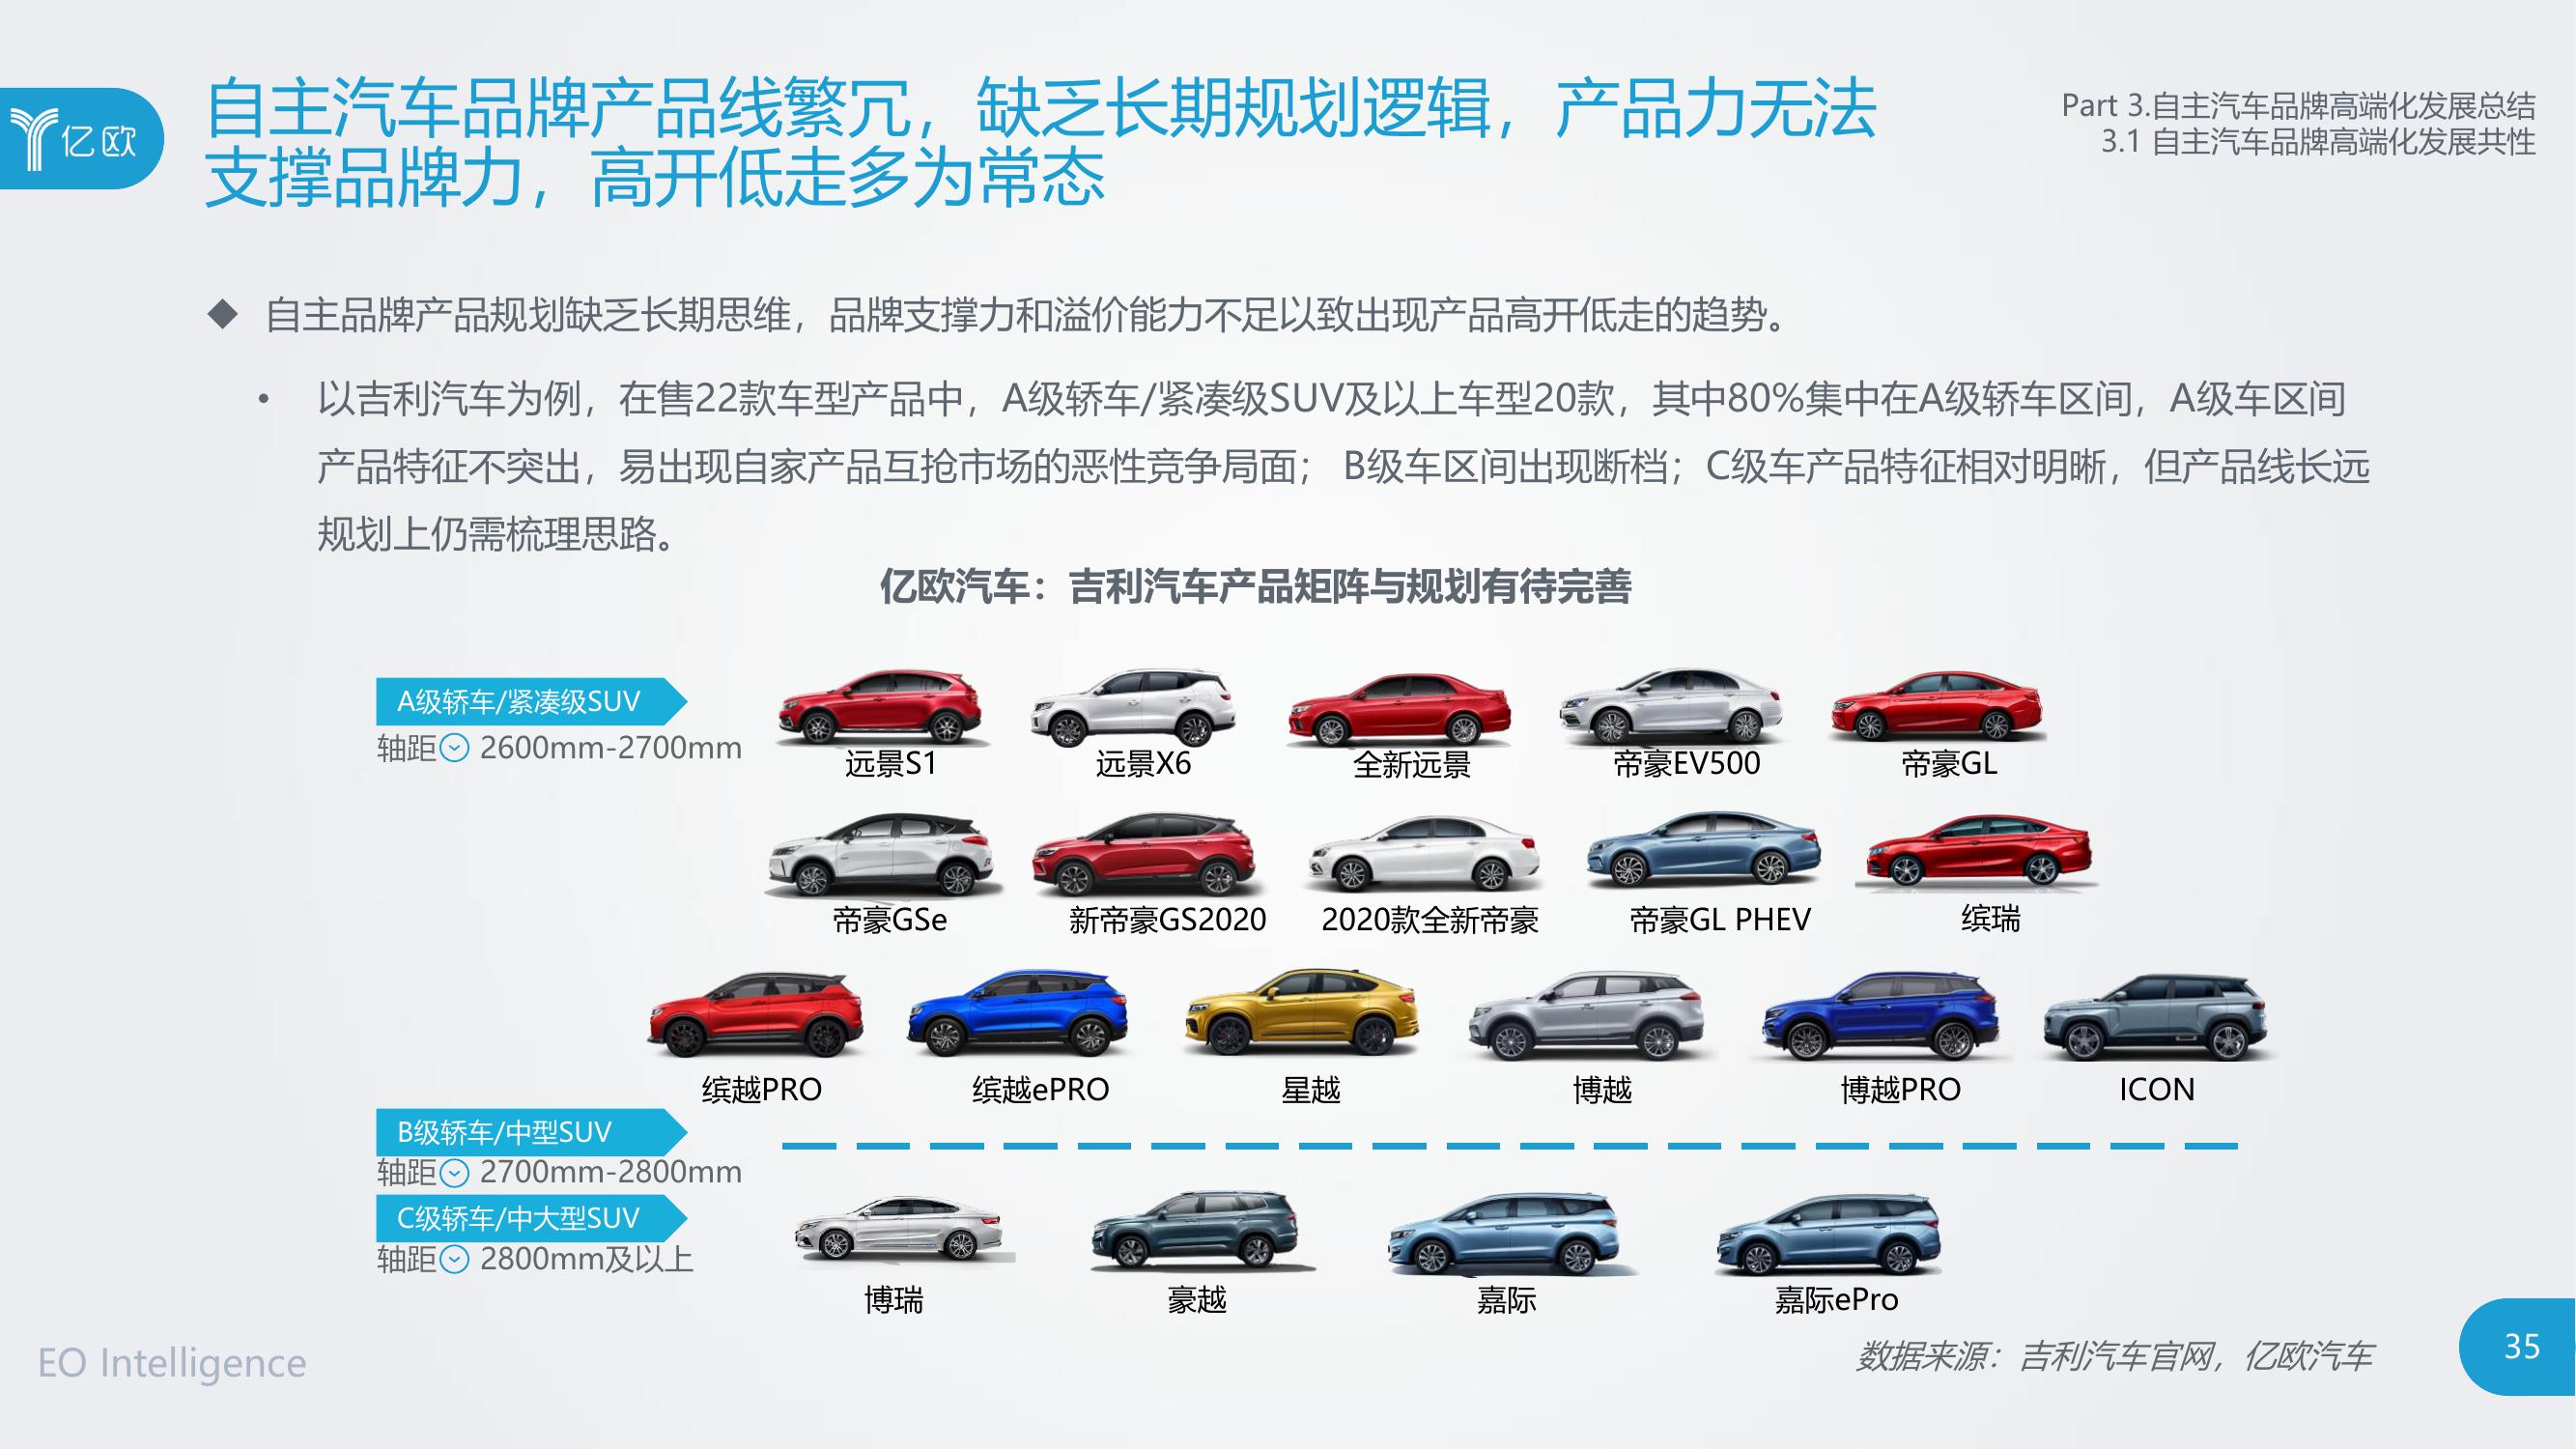 亿欧
自主汽车品牌产品线繁冗，缺乏长期规划逻辑，产品力无法
支撑品牌力，高开低走多为常态
Part 3.自主汽车品牌高端化发展总结
3.1 自主汽车品牌高端化发展共性
◆ 自主品牌产品规划缺乏长期思维，品牌支撑力和溢价能力不足以致出现产品高开低走的趋势。
• 以吉利汽车为例，在售22款车型产品中，A级轿车/紧凑级SUV及以上车型20款，其中80%集中在A级轿车区间，A级车区间
产品特征不突出，易出现自家产品互抢市场的恶性竞争局面； B级车区间出现断档；C级车产品特征相对明晰，但产品线长远
规划上仍需梳理思路。
亿欧汽车：吉利汽车产品矩阵与规划有待完善
A级轿车/紧凑级SUV
轴距 2600mm-2700mm
远景S1 远景X6 全新远景 帝豪EV500 帝豪GL
帝豪GSe 新帝豪GS2020 2020款全新帝豪 帝豪GL PHEV 缤瑞
缤越PRO 缤越ePRO 星越 博越 博越PRO ICON
B级轿车/中型SUV
轴距 2700mm-2800mm
C级轿车/中大型SUV
轴距 2800mm及以上
博瑞 豪越 嘉际 嘉际ePro
数据来源：吉利汽车官网，亿欧汽车
EO Intelligence
35